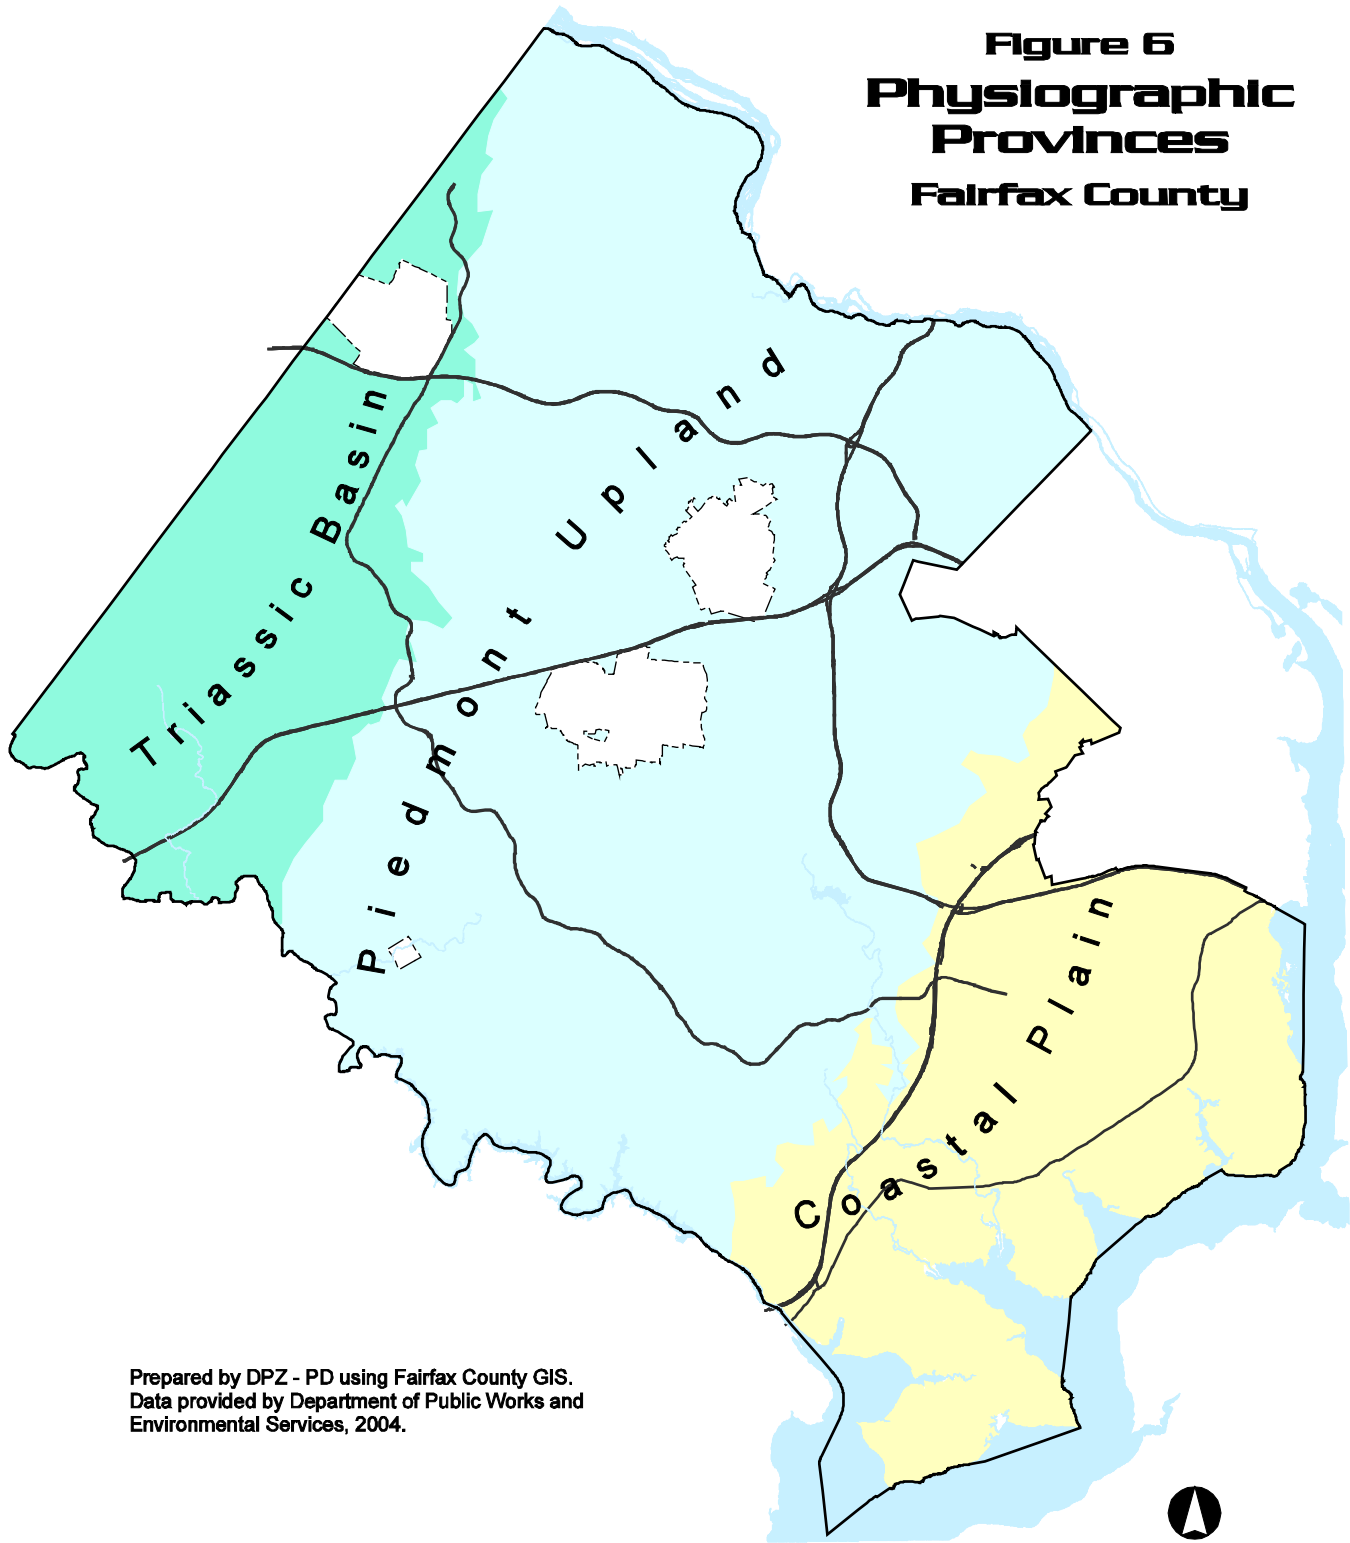 Figure 6
Physiographic
Provinces
Fairfax County
Triassic Basin
Piedmont Upland
Coastal Plain
Prepared by DPZ - PD using Fairfax County GIS.
Data provided by Department of Public Works and
Environmental Services, 2004.